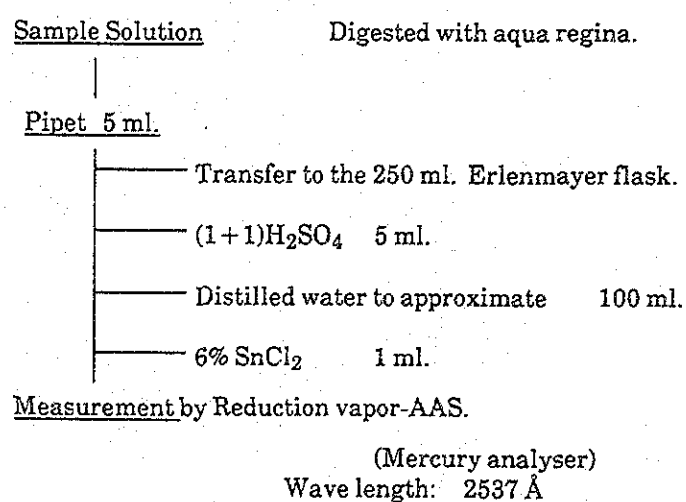 Sample Solution Digested with aqua regina.
Pipet 5 ml.
Transfer to the 250 ml. Erlenmayer flask.
(1+1)H₂SO₄ 5 ml.
Distilled water to approximate 100 ml.
6% SnCl₂ 1 ml.
Measurement by Reduction vapor-AAS.
(Mercury analyser)
Wave length: 2537 Å